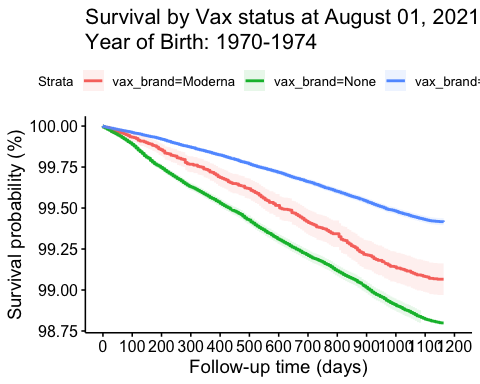 Survival by Vax status at August 01, 2021
Year of Birth: 1970-1974
Strata vax_brand=Moderna vax_brand=None vax_brand=
Survival probability (%)
100.00
99.75
99.50
99.25
99.00
98.75
0 100 200 300 400 500 600 700 800 900 1000 1100 1200
Follow-up time (days)